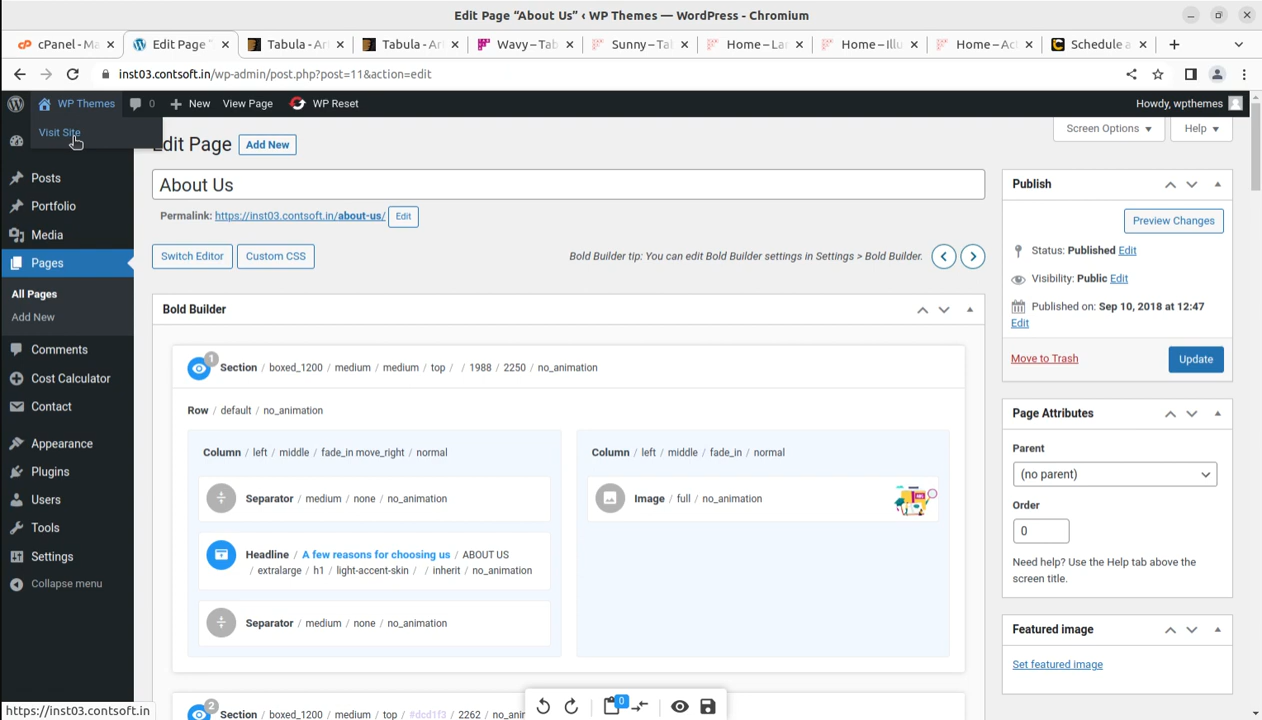 Edit Page “About Us” ‹ WP Themes — WordPress - Chromium
cPanel - Ma
Edit Page "
Tabula - Ar
Tabula - Ar
Wavy – Tab
Sunny – Ta
Home – La
Home – Illu
Home – Ac
Schedule a
inst03.contsoft.in/wp-admin/post.php?post=11&action=edit
WP Themes
0
New
View Page
WP Reset
Howdy, wpthemes
Visit Site
Edit Page
Add New
Screen Options
Help
Posts
Portfolio
Media
Pages
All Pages
Add New
Comments
Cost Calculator
Contact
Appearance
Plugins
Users
Tools
Settings
Collapse menu
About Us
Permalink: https://inst03.contsoft.in/about-us/ Edit
Switch Editor
Custom CSS
Bold Builder tip: You can edit Bold Builder settings in Settings > Bold Builder.
Bold Builder
1
Section / boxed_1200 / medium / medium / top / / 1988 / 2250 / no_animation
Row / default / no_animation
Column / left / middle / fade_in move_right / normal
Separator / medium / none / no_animation
Headline / A few reasons for choosing us / ABOUT US
/ extralarge / h1 / light-accent-skin / / inherit / no_animation
Separator / medium / none / no_animation
Column / left / middle / fade_in / normal
Image / full / no_animation
2
Section / boxed_1200 / medium / top / #dcd1f3 / 2262 / no_ani
0
Publish
Preview Changes
Status: Published Edit
Visibility: Public Edit
Published on: Sep 10, 2018 at 12:47
Edit
Move to Trash
Update
Page Attributes
Parent
(no parent)
Order
0
Need help? Use the Help tab above the
screen title.
Featured image
Set featured image
https://inst03.contsoft.in